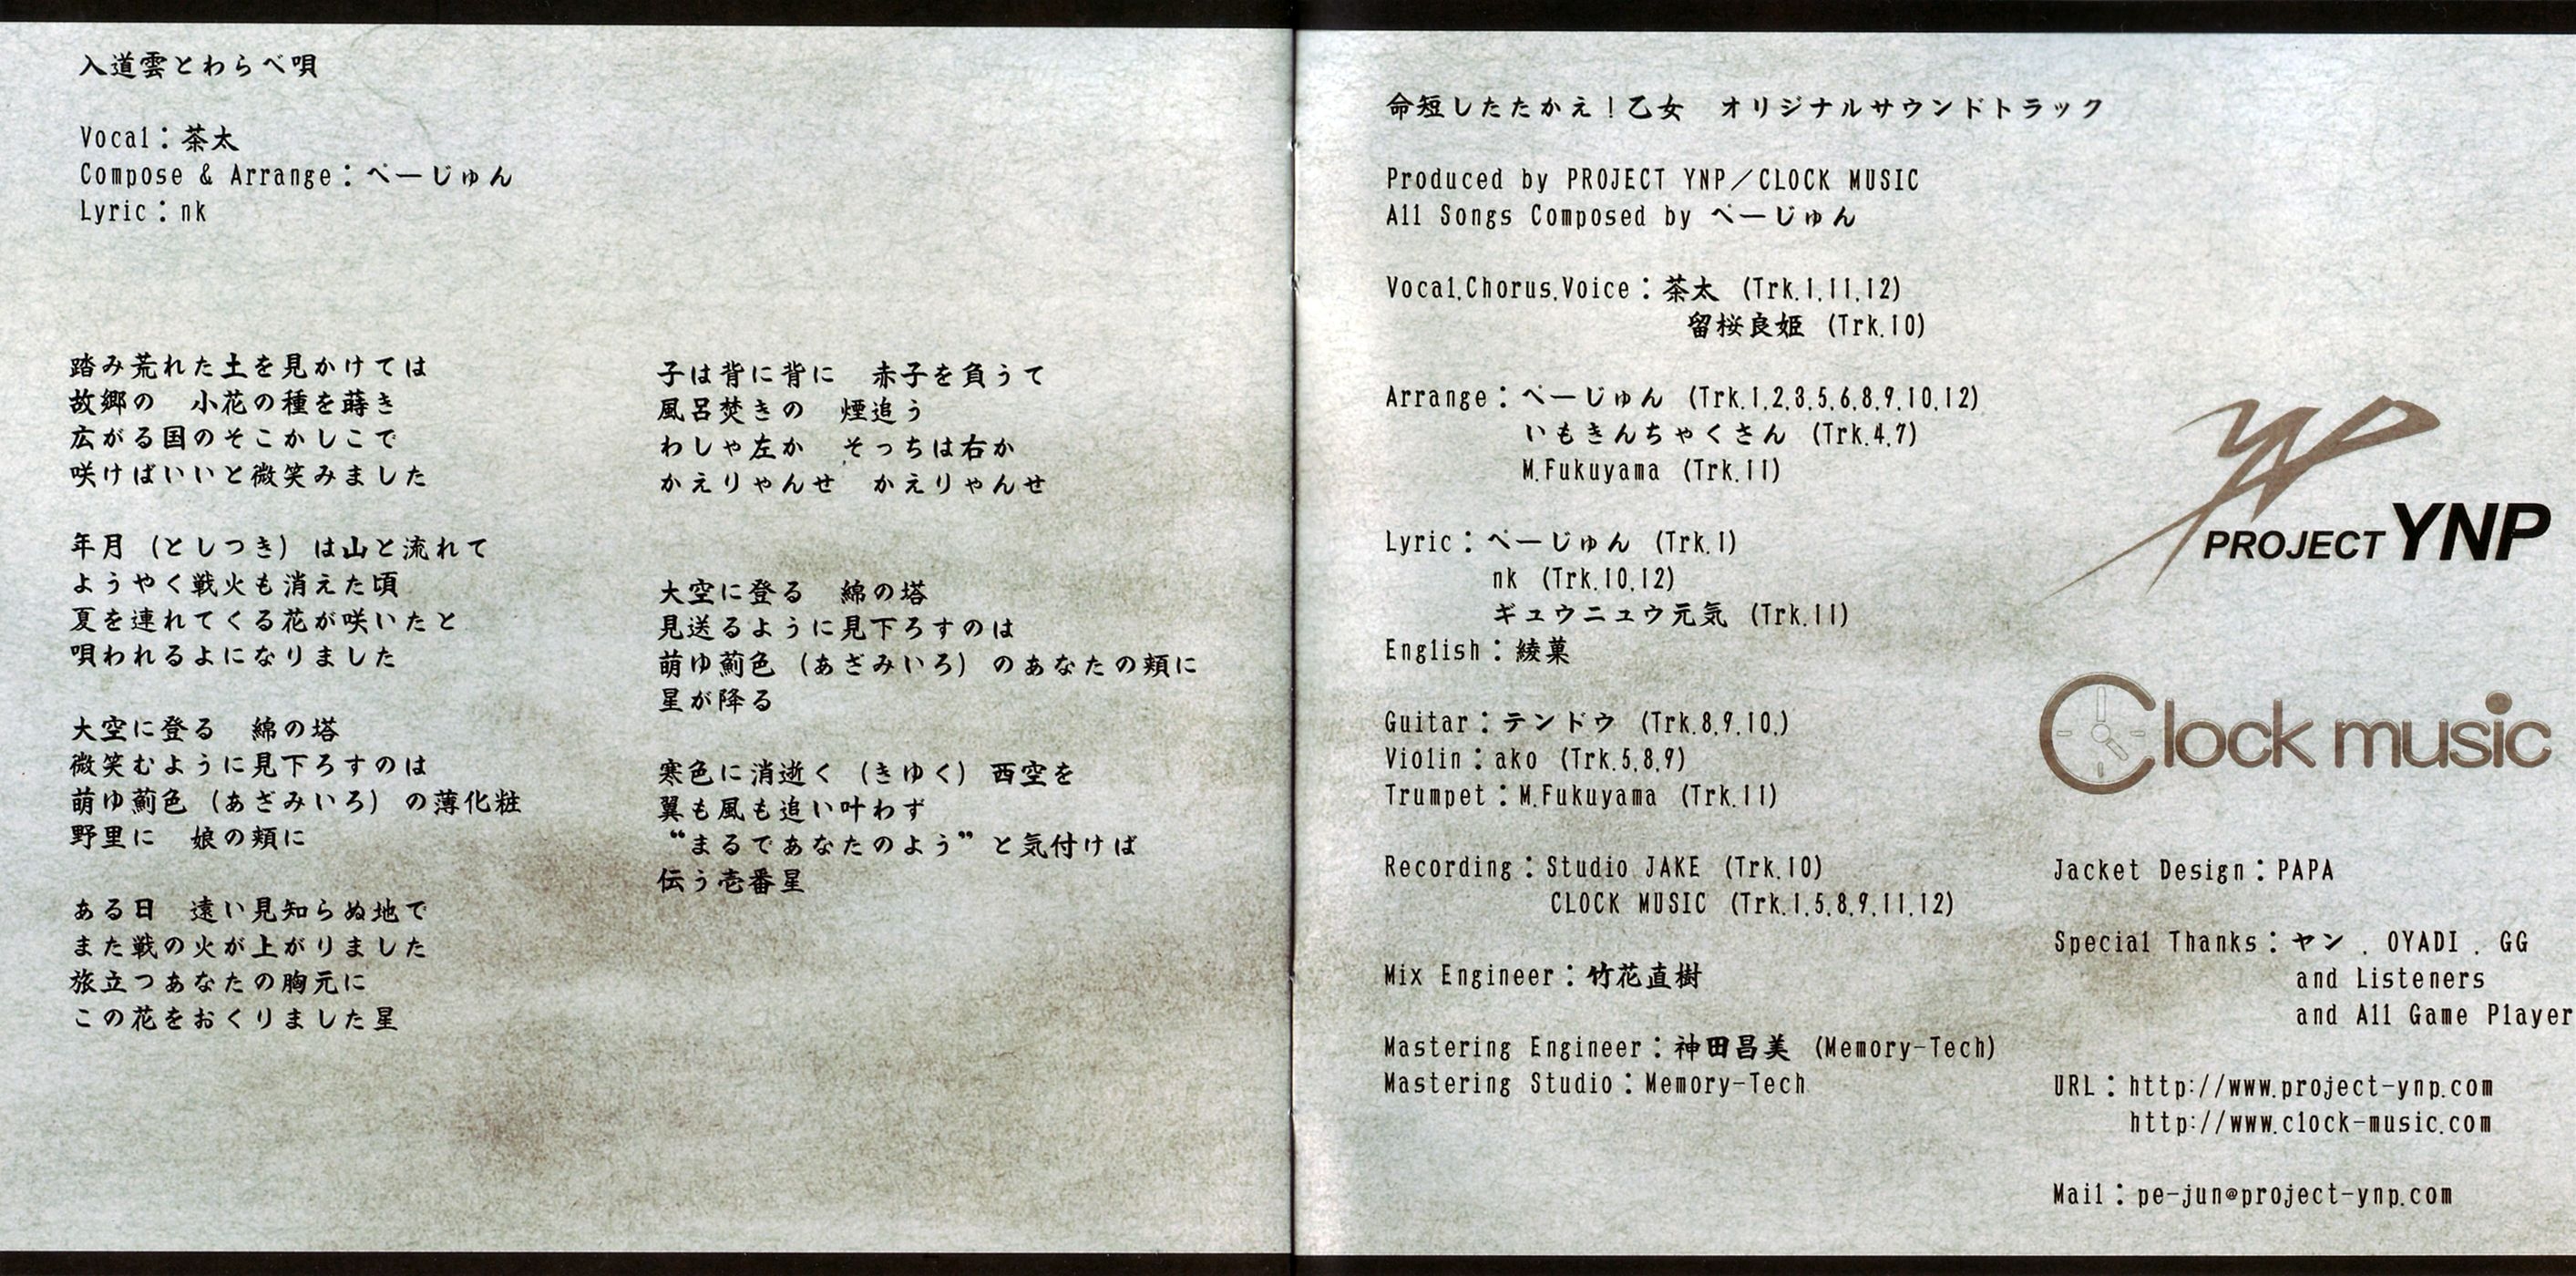 入道雲とわらべ唄
Vocal：茶太
Compose & Arrange：ぺーじゅん
Lyric：nk
踏み荒れた土を見かけては
故郷の　小花の種を蒔き
広がる国のそこかしこで
咲けばいいと微笑みました
年月（としつき）は山と流れて
ようやく戦火も消えた頃
夏を連れてくる花が咲いたと
唄われるよになりました
大空に登る　綿の塔
微笑むように見下ろすのは
萌ゆ薊色（あざみいろ）の薄化粧
野里に　娘の頬に
ある日　遠い見知らぬ地で
また戦の火が上がりました
旅立つあなたの胸元に
この花をおくりました星
子は背に背に　赤子を負うて
風呂焚きの　煙追う
わしゃ左か　そっちは右か
かえりゃんせ　かえりゃんせ
大空に登る　綿の塔
見送るように見下ろすのは
萌ゆ薊色（あざみいろ）のあなたの頬に
星が降る
寒色に消逝く（きゆく）西空を
翼も風も追い叶わず
“まるであなたのよう”と気付けば
伝う壱番星
命短したたかえ！乙女　オリジナルサウンドトラック
Produced by PROJECT YNP／CLOCK MUSIC
All Songs Composed by ぺーじゅん
Vocal.Chorus.Voice：茶太 (Trk.1.11.12)
留桜良姫 (Trk.10)
Arrange：ぺーじゅん (Trk.1.2.3.5.6.8.9.10.12)
いもきんちゃくさん (Trk.4.7)
M.Fukuyama (Trk.11)
Lyric：ぺーじゅん (Trk.1)
nk (Trk.10.12)
ギュウニュウ元気 (Trk.11)
English：綾菓
Guitar：テンドウ (Trk.8.9.10.)
Violin：ako (Trk.5.8.9)
Trumpet：M.Fukuyama (Trk.11)
Recording：Studio JAKE (Trk.10)
CLOCK MUSIC (Trk.1.5.8.9.11.12)
Mix Engineer：竹花直樹
Mastering Engineer：神田昌美 (Memory-Tech)
Mastering Studio：Memory-Tech
PROJECT YNP
Clock music
Jacket Design：PAPA
Special Thanks：ヤン . OYADI . GG
and Listeners
and All Game Player
URL：http://www.project-ynp.com
http://www.clock-music.com
Mail：pe-jun@project-ynp.com